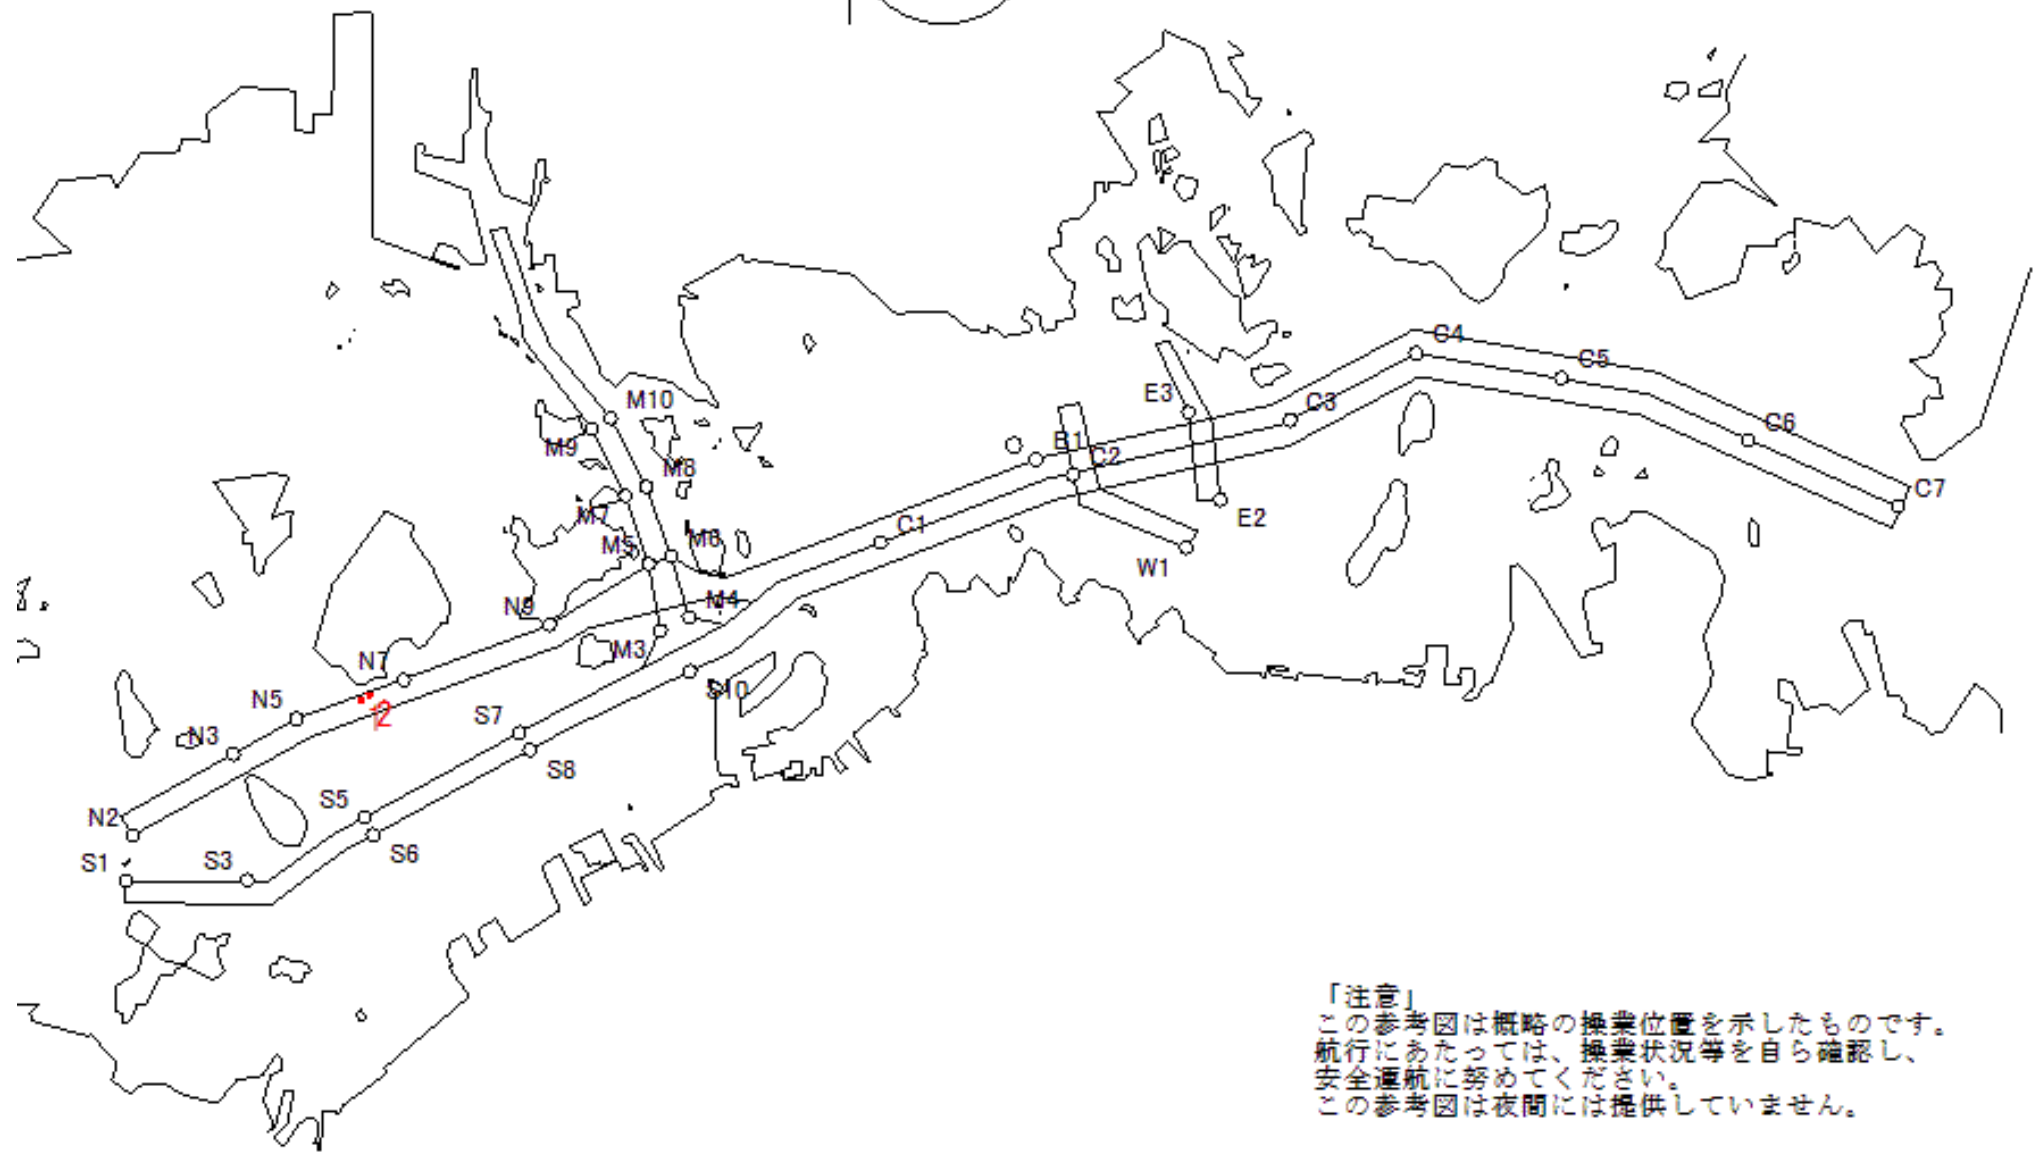 C4
C5
M10
E3
C3
C6
M9
B1
C2
M8
C7
M7
E2
C1
M5
M6
W1
N9
M4
M3
N7
S10
N5
12
S7
N3
S8
S5
N2
S6
S1
S3
「注意」
この参考図は概略の操業位置を示したものです。
航行にあたっては、操業状況等を自ら確認し、
安全運航に努めてください。
この参考図は夜間には提供していません。